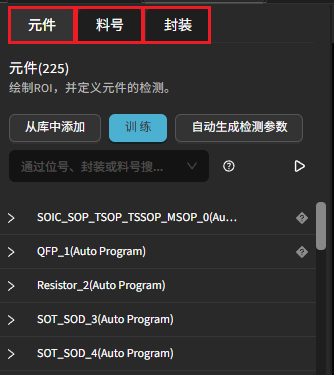 元件 料号 封装
元件(225)
绘制ROI，并定义元件的检测。
从库中添加 训 练 自动生成检测参数
通过位号、封装或料号搜...
SOIC_SOP_TSOP_TSSOP_MSOP_0(Au...
QFP_1(Auto Program)
Resistor_2(Auto Program)
SOT_SOD_3(Auto Program)
SOT_SOD_4(Auto Program)